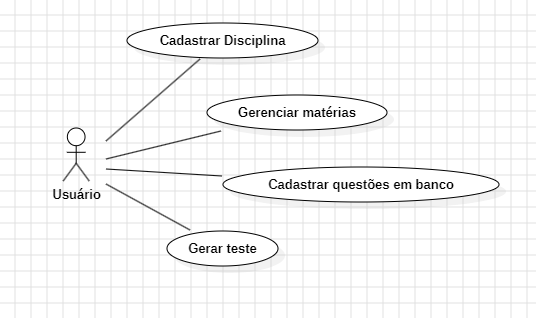 Cadastrar Disciplina
Gerenciar matérias
Cadastrar questões em banco
Usuário
Gerar teste